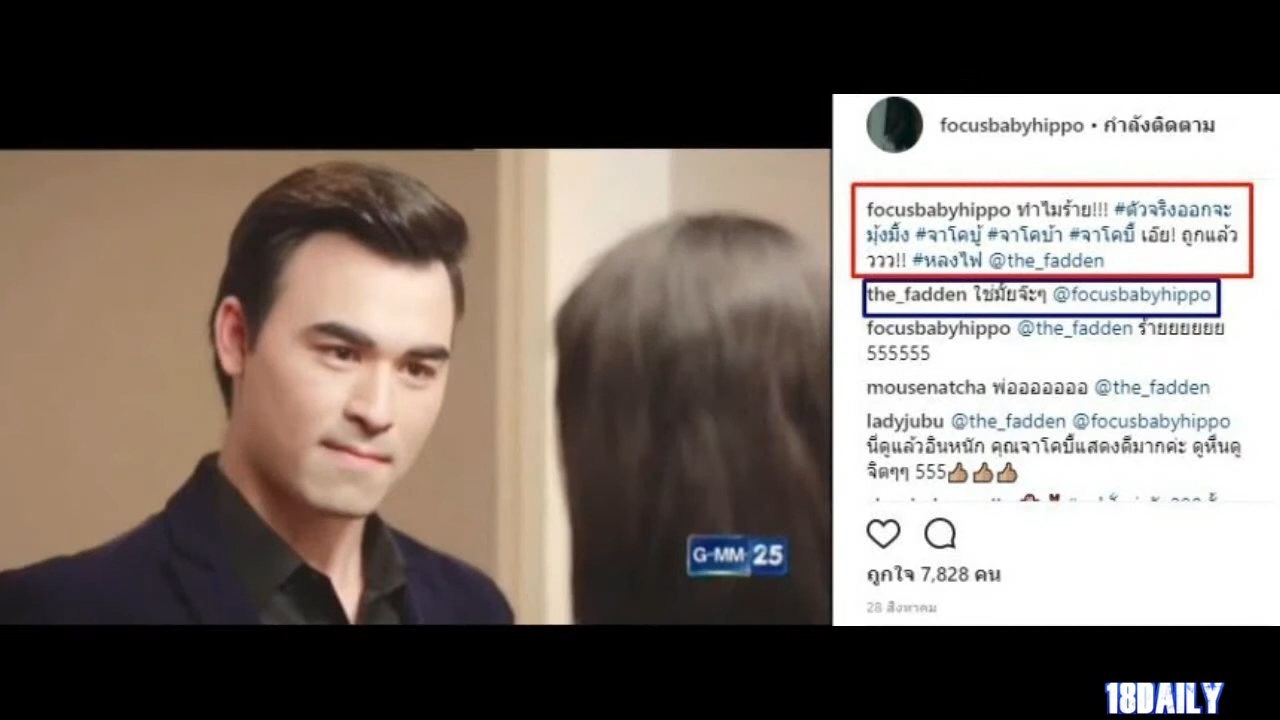 focusbabyhippo • กำลังติดตาม
focusbabyhippo ทำไมร้าย!!! #ตัวจริงออกจะ
มุ้งมิ้ง #จาโคบู้ #จาโคบ้า #จาโคบี้ เอ๊ย! ถูกแล้ว
ววว!! #หลงไฟ @the_fadden
the_fadden ใช่มั้ยจ๊ะๆ @focusbabyhippo
focusbabyhippo @the_fadden ร้ายยยยยย
555555
mousenatcha พ่อออออออ @the_fadden
ladyjubu @the_fadden @focusbabyhippo
นี่ดูแล้วอินหนัก คุณจาโคบี้แสดงดีมากค่ะ ดูหื่นดู
จิตๆๆ 555👍🏽👍🏽👍🏽
ถูกใจ 7,828 คน
28 สิงหาคม
G-MM 25
18DAILY